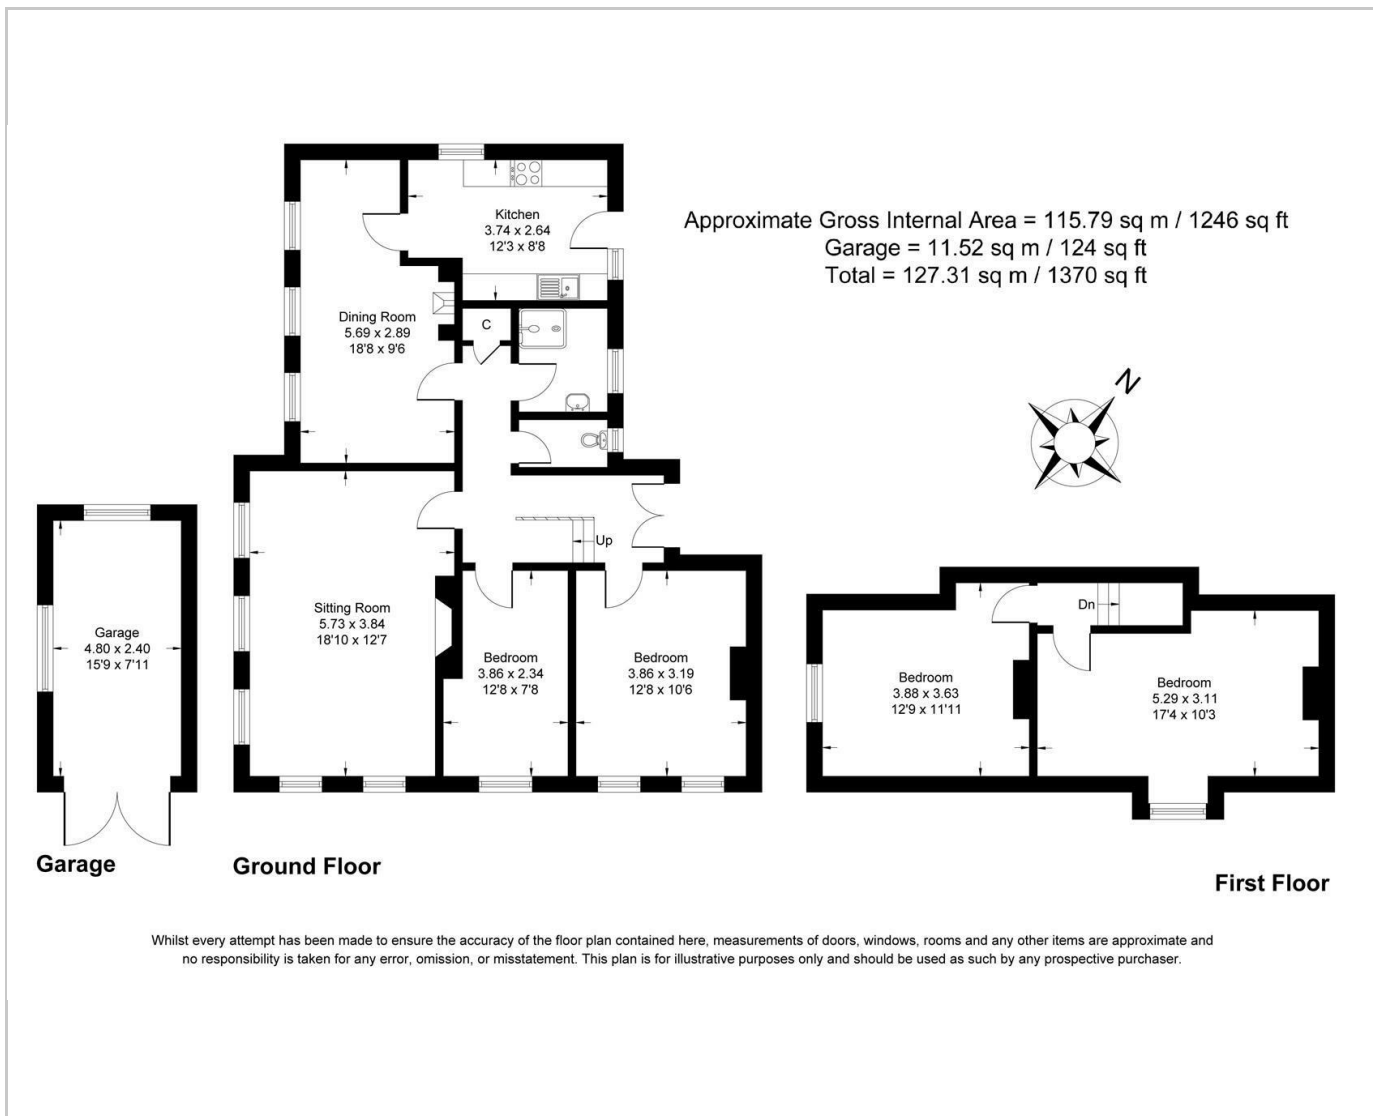 Approximate Gross Internal Area = 115.79 sq m / 1246 sq ft
Garage = 11.52 sq m / 124 sq ft
Total = 127.31 sq m / 1370 sq ft
N
Kitchen
3.74 x 2.64
12'3 x 8'8
Dining Room
5.69 x 2.89
18'8 x 9'6
C
Up
Sitting Room
5.73 x 3.84
18'10 x 12'7
Garage
4.80 x 2.40
15'9 x 7'11
Bedroom
3.86 x 2.34
12'8 x 7'8
Bedroom
3.86 x 3.19
12'8 x 10'6
Dn
Bedroom
3.88 x 3.63
12'9 x 11'11
Bedroom
5.29 x 3.11
17'4 x 10'3
Garage
Ground Floor
First Floor
Whilst every attempt has been made to ensure the accuracy of the floor plan contained here, measurements of doors, windows, rooms and any other items are approximate and
no responsibility is taken for any error, omission, or misstatement. This plan is for illustrative purposes only and should be used as such by any prospective purchaser.